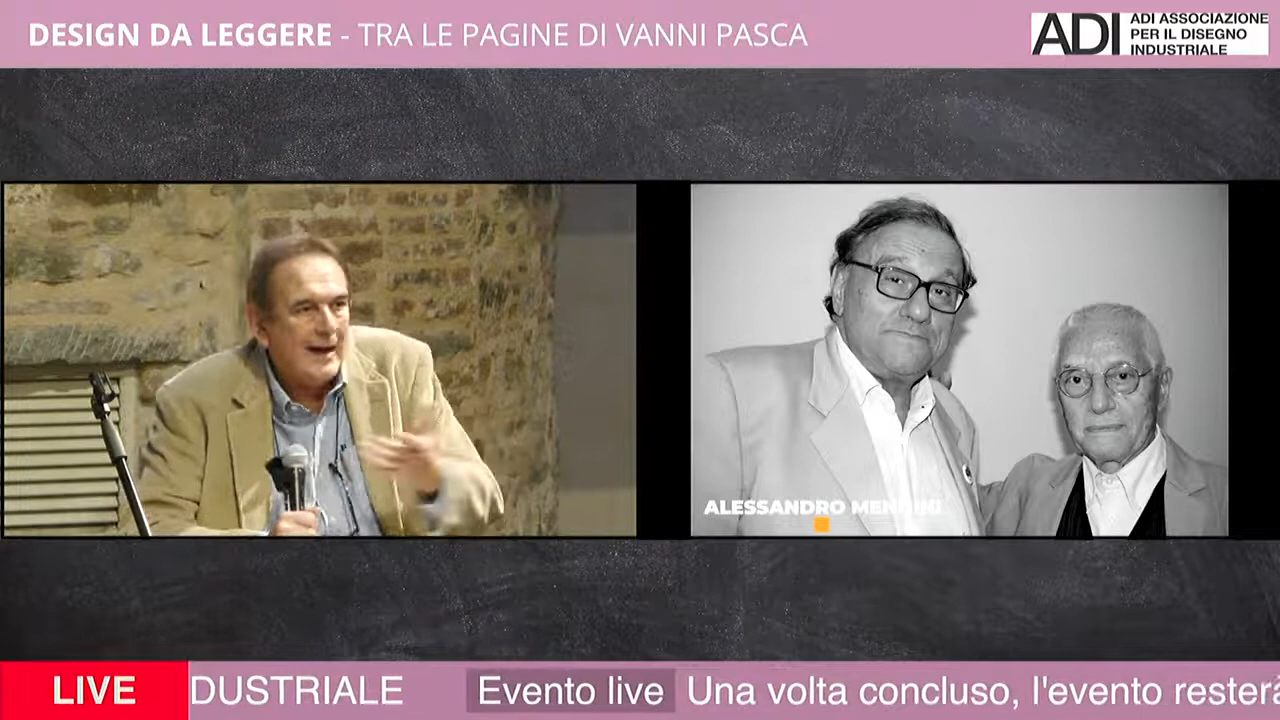 DESIGN DA LEGGERE - TRA LE PAGINE DI VANNI PASCA
ADI ADI ASSOCIAZIONE
PER IL DISEGNO
INDUSTRIALE
ALESSANDRO MENDINI
LIVE DUSTRIALE Evento live Una volta concluso, l'evento resterà